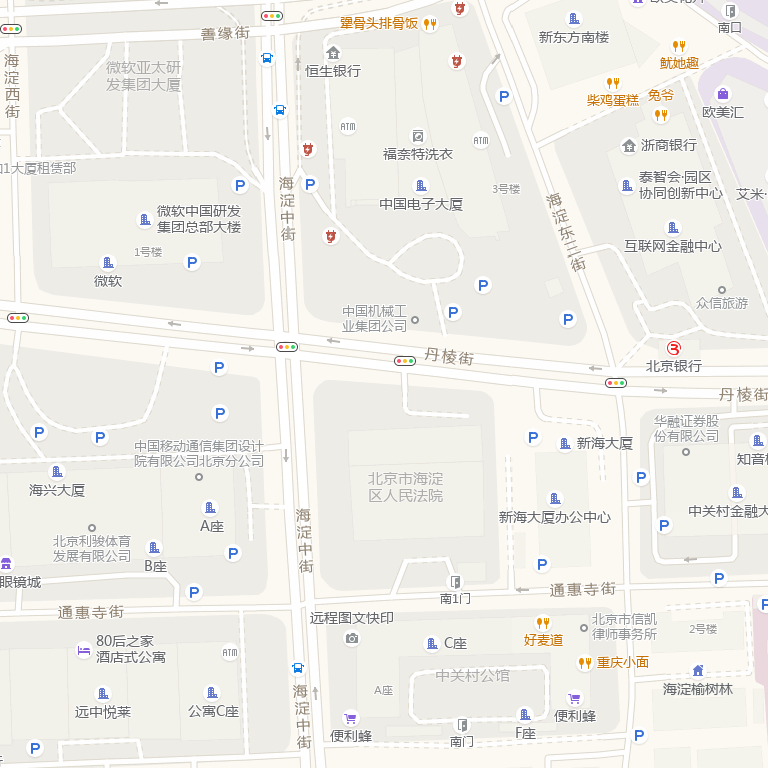 善缘街
犟骨头排骨饭
新东方南楼
南门
海淀西街
微软亚太研
发集团大厦
恒生银行
鱿她趣
柴鸡蛋糕
兔爷
欧美汇
ATM
ATM
福奈特洗衣
浙商银行
1大厦租赁部
泰智会·园区
协同创新中心
艾米·
3号楼
中国电子大厦
微软中国研发
集团总部大楼
海淀中街
海淀东三街
1号楼
互联网金融中心
微软
众信旅游
中国机械工
业集团公司
丹棱街
北京银行
丹棱街
华融证券股
份有限公司
新海大厦
中国移动通信集团设计
院有限公司北京分公司
知音
北京市海淀
区人民法院
海兴大厦
新海大厦办公中心
中关村金融大
A座
海淀中街
北京利骏体育
发展有限公司
B座
眼镜城
南1门
通惠寺街
通惠寺街
远程图文快印
北京市信凯
律师事务所
2号楼
80后之家
酒店式公寓
ATM
C座
好麦道
重庆小面
中关村公馆
A座
海淀榆树林
远中悦莱
公寓C座
海淀中街
便利蜂
南门
F座
便利蜂